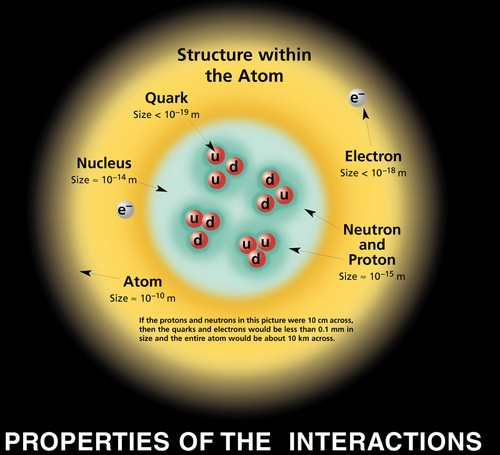 Structure within
the Atom
Quark
Size < 10⁻¹⁹ m
e⁻
Nucleus
Size ≈ 10⁻¹⁴ m
Electron
Size < 10⁻¹⁸ m
u
d
u
d
u
d
e⁻
u d
d
u u
d
Neutron
and
Proton
Size ≈ 10⁻¹⁵ m
Atom
Size ≈ 10⁻¹⁰ m
If the protons and neutrons in this picture were 10 cm across,
then the quarks and electrons would be less than 0.1 mm in
size and the entire atom would be about 10 km across.
PROPERTIES OF THE INTERACTIONS